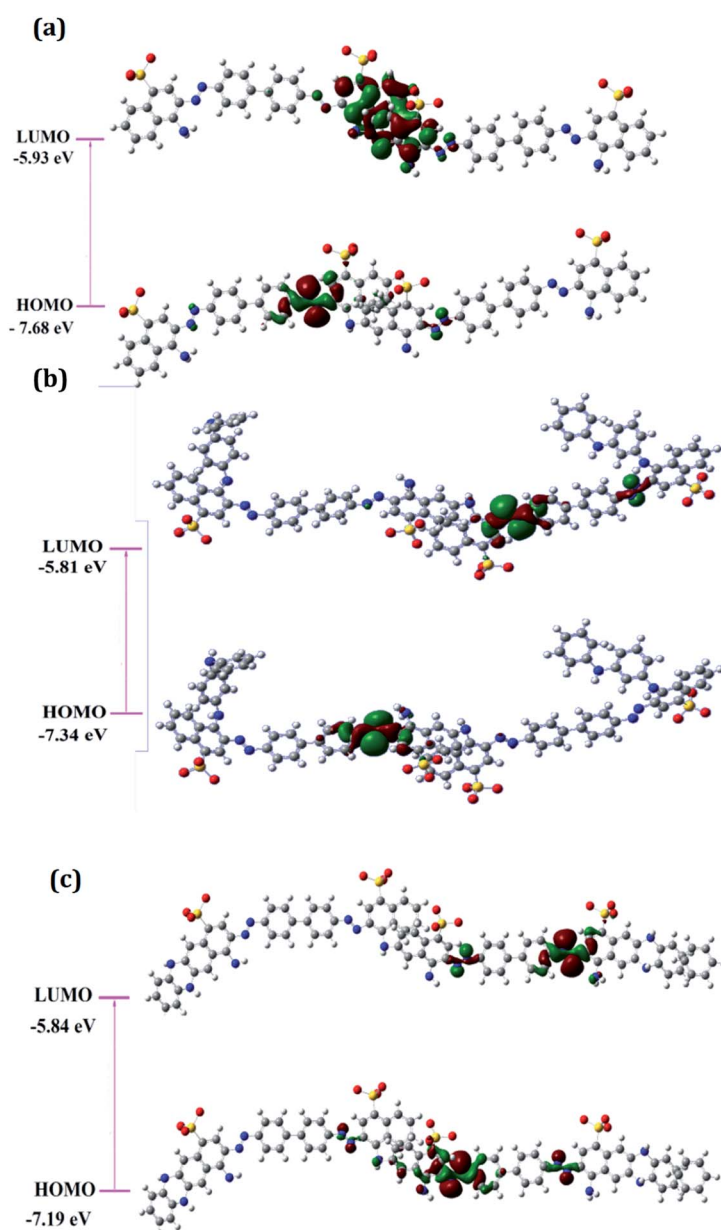 (a)
LUMO
-5.93 eV
HOMO
- 7.68 eV
(b)
LUMO
-5.81 eV
HOMO
-7.34 eV
(c)
LUMO
-5.84 eV
HOMO
-7.19 eV